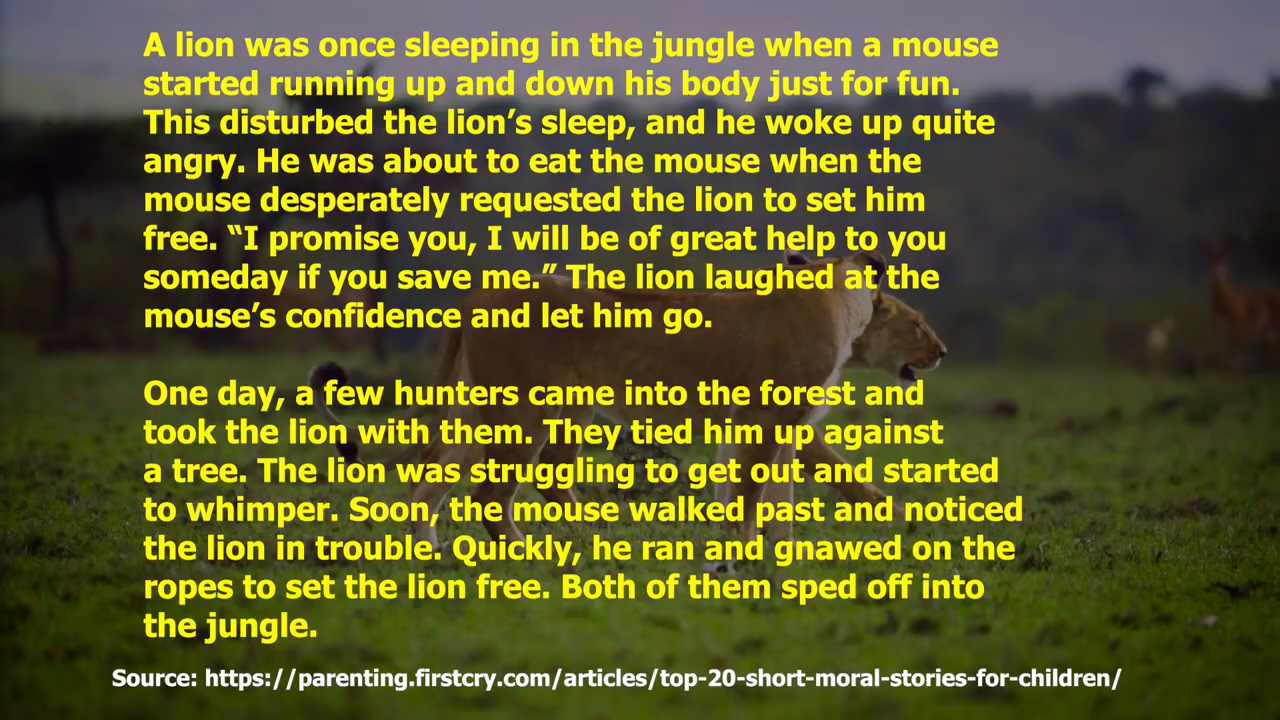 A lion was once sleeping in the jungle when a mouse
started running up and down his body just for fun.
This disturbed the lion’s sleep, and he woke up quite
angry. He was about to eat the mouse when the
mouse desperately requested the lion to set him
free. “I promise you, I will be of great help to you
someday if you save me.” The lion laughed at the
mouse’s confidence and let him go.
One day, a few hunters came into the forest and
took the lion with them. They tied him up against
a tree. The lion was struggling to get out and started
to whimper. Soon, the mouse walked past and noticed
the lion in trouble. Quickly, he ran and gnawed on the
ropes to set the lion free. Both of them sped off into
the jungle.
Source: https://parenting.firstcry.com/articles/top-20-short-moral-stories-for-children/